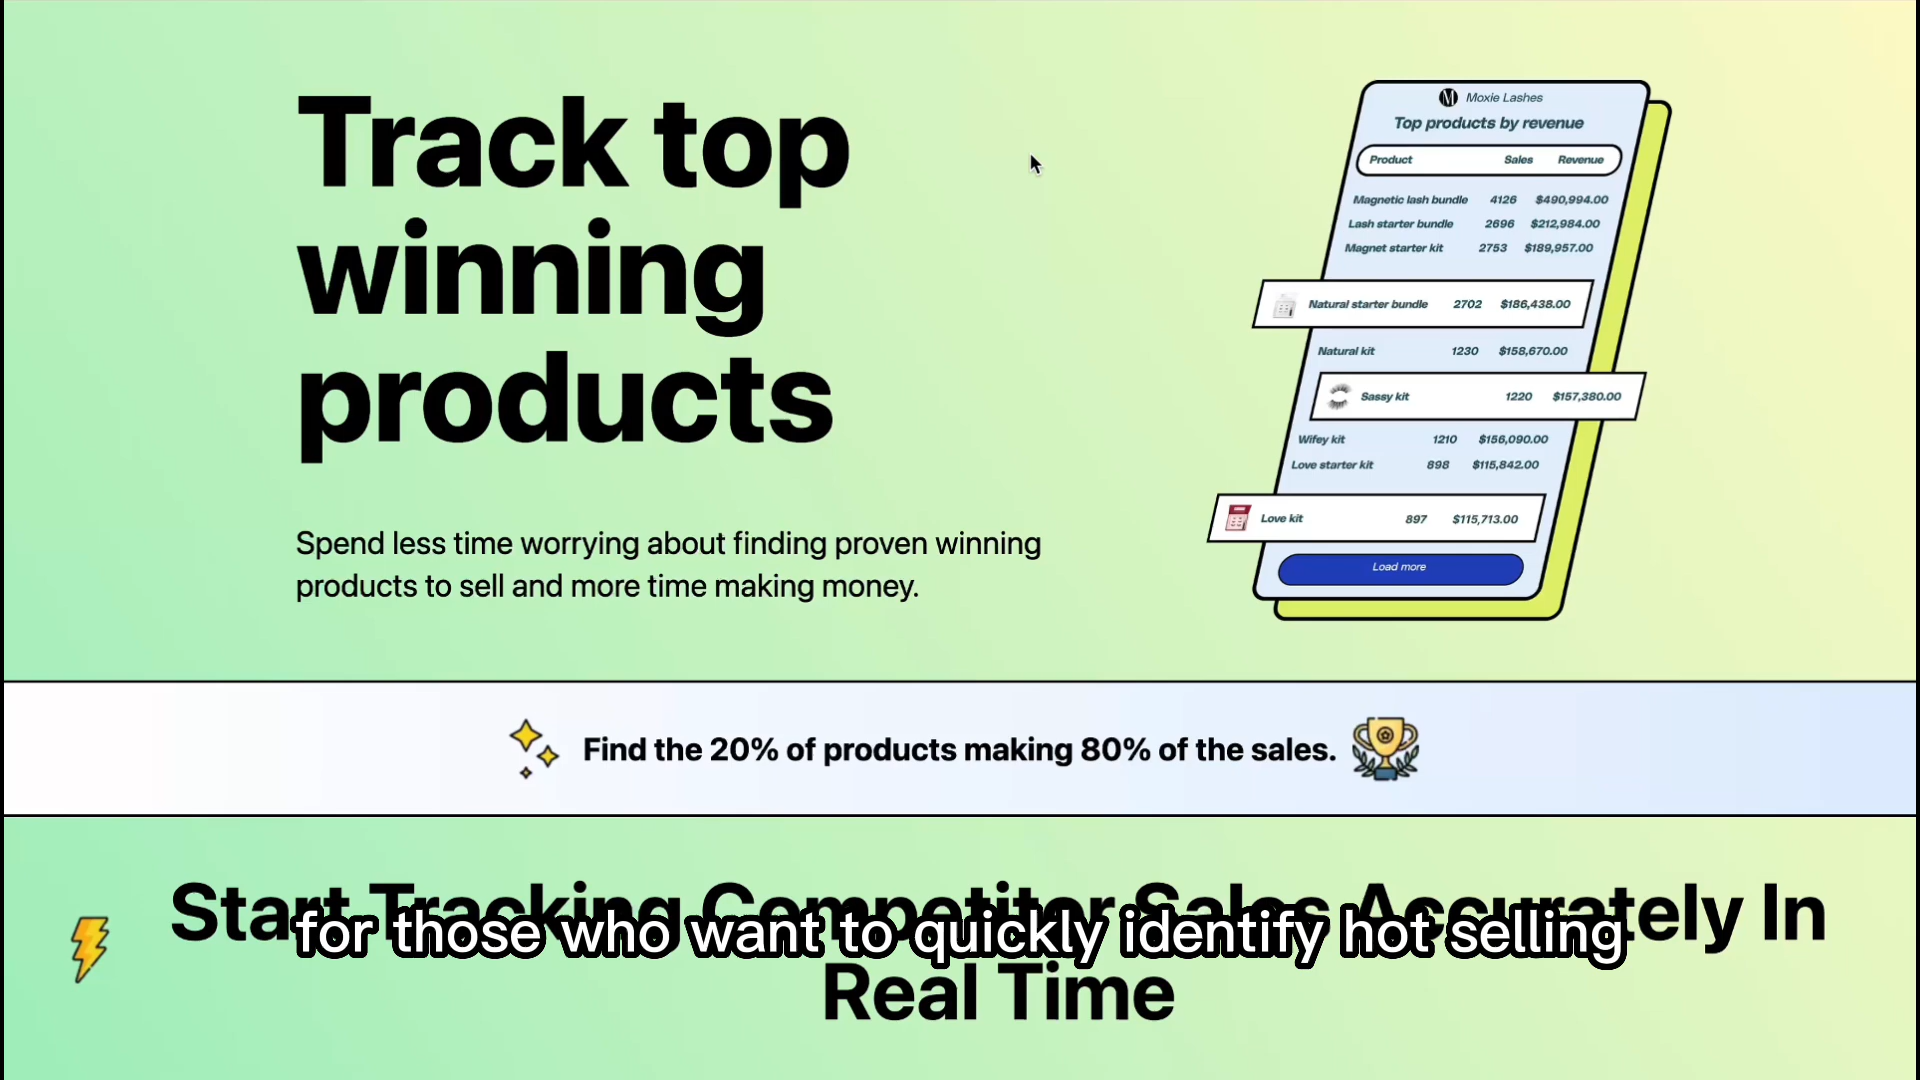 Track top
winning
products
Spend less time worrying about finding proven winning
products to sell and more time making money.
M Moxie Lashes
Top products by revenue
Product Sales Revenue
Magnetic lash bundle 4126 $490,994.00
Lash starter bundle 2696 $212,984.00
Magnet starter kit 2753 $189,957.00
Natural starter bundle 2702 $186,438.00
Natural kit 1230 $158,670.00
Sassy kit 1220 $157,380.00
Wifey kit 1210 $156,090.00
Love starter kit 898 $115,842.00
Love kit 897 $115,713.00
Load more
Find the 20% of products making 80% of the sales.
Start Tracking Competitor Sales Accurately In
Real Time
for those who want to quickly identify hot selling